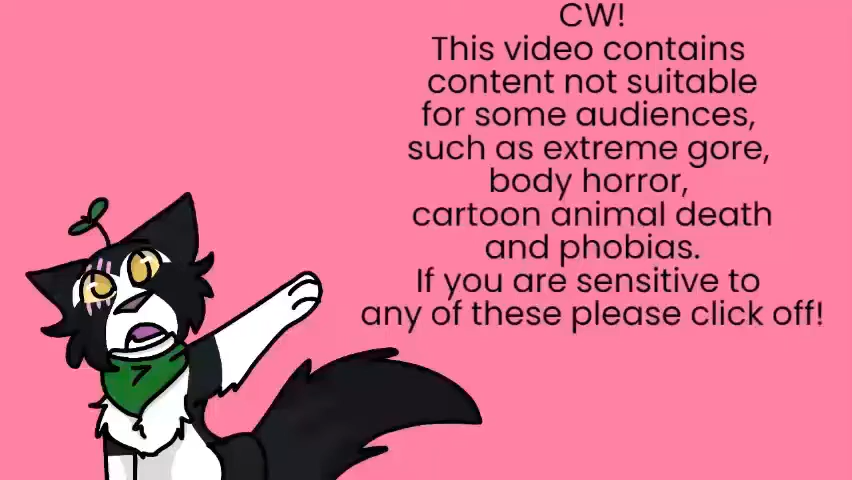 CW!
This video contains
content not suitable
for some audiences,
such as extreme gore,
body horror,
cartoon animal death
and phobias.
If you are sensitive to
any of these please click off!